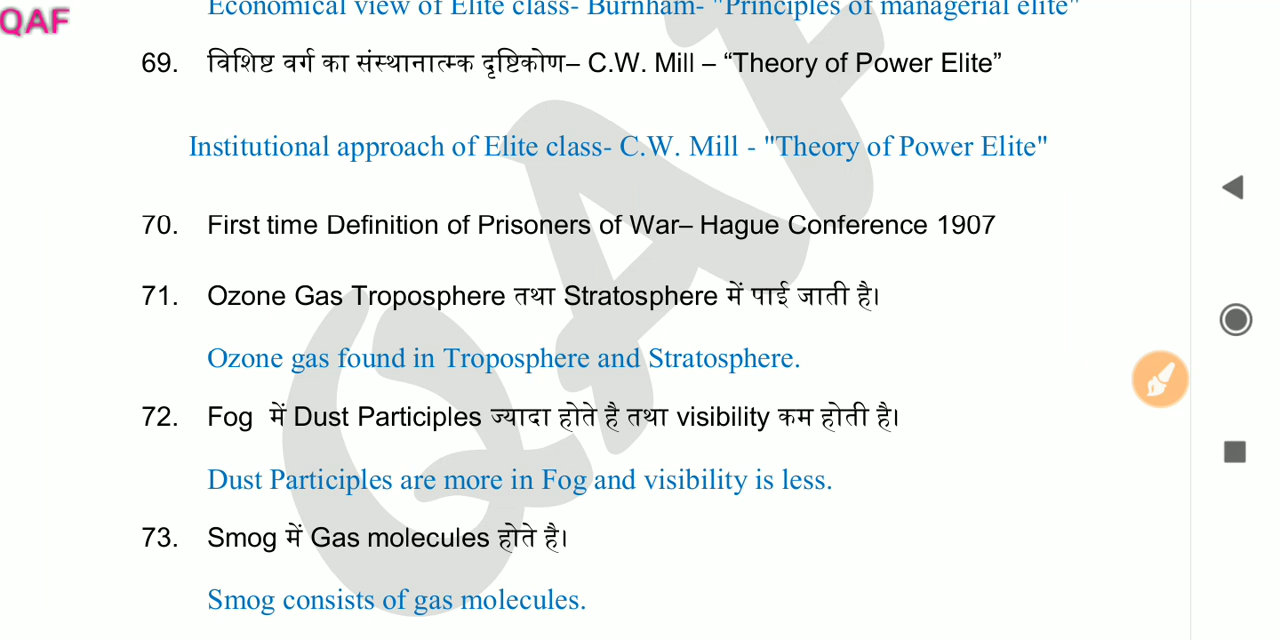 Economical view of Elite class- Burnham- "Principles of managerial elite"
QAF
69. विशिष्ट वर्ग का संस्थानात्म्क दृष्टिकोण– C.W. Mill – “Theory of Power Elite”
Institutional approach of Elite class- C.W. Mill - "Theory of Power Elite"
70. First time Definition of Prisoners of War– Hague Conference 1907
71. Ozone Gas Troposphere तथा Stratosphere में पाई जाती है।
Ozone gas found in Troposphere and Stratosphere.
72. Fog में Dust Participles ज्यादा होते है तथा visibility कम होती है।
Dust Participles are more in Fog and visibility is less.
73. Smog में Gas molecules होते है।
Smog consists of gas molecules.
QAF